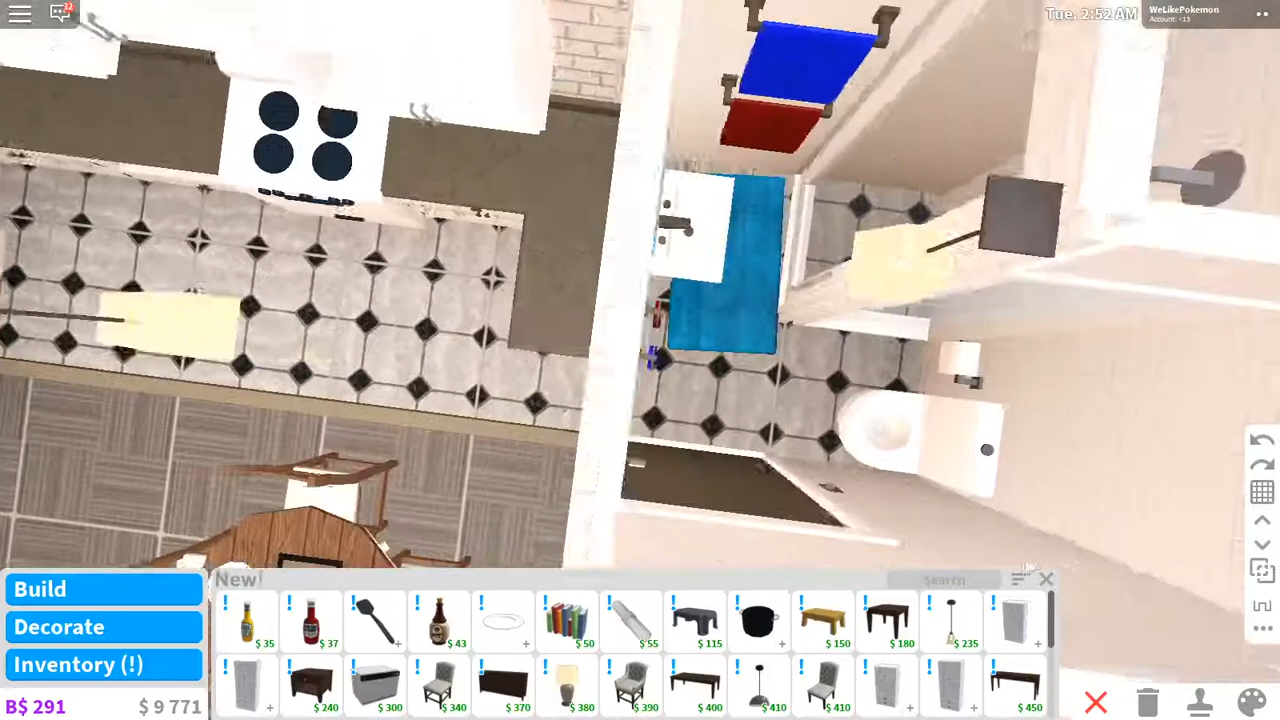 32
Tue. 2:52 AM
WeLikePokemon
Account: <13
Build
Decorate
Inventory (!)
B$ 291
$ 9 771
New!
Search
$ 35
$ 37
+
$ 43
+
$ 50
$ 55
$ 115
+
$ 150
$ 180
$ 235
+
+
$ 240
$ 300
$ 340
$ 370
$ 380
$ 390
$ 400
$ 410
$ 410
+
+
$ 450